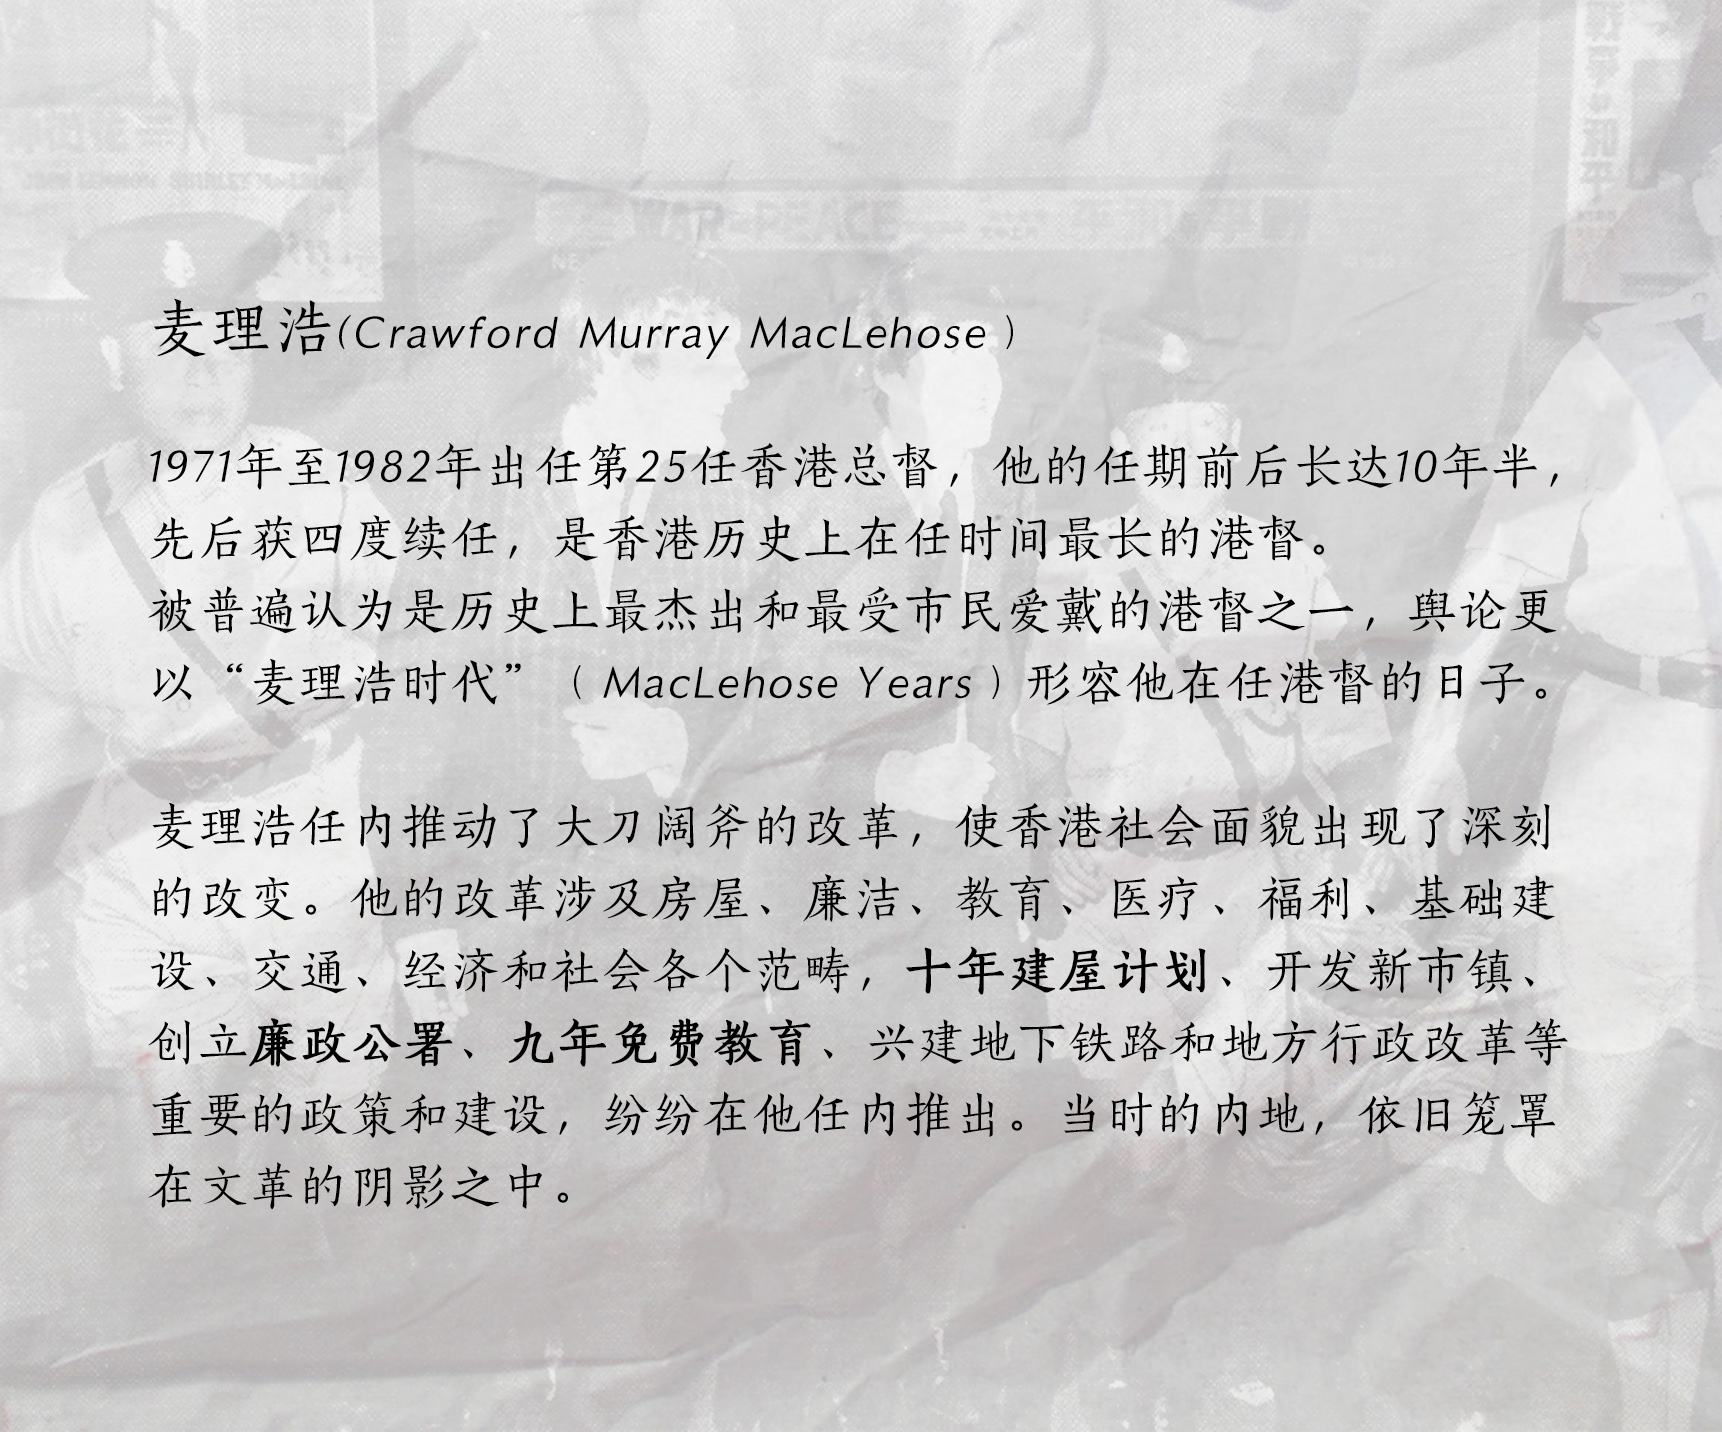 麦理浩(Crawford Murray MacLehose）
1971年至1982年出任第25任香港总督，他的任期前后长达10年半，
先后获四度续任，是香港历史上在任时间最长的港督。
被普遍认为是历史上最杰出和最受市民爱戴的港督之一，舆论更
以“麦理浩时代”（MacLehose Years）形容他在任港督的日子。
麦理浩任内推动了大刀阔斧的改革，使香港社会面貌出现了深刻
的改变。他的改革涉及房屋、廉洁、教育、医疗、福利、基础建
设、交通、经济和社会各个范畴，十年建屋计划、开发新市镇、
创立廉政公署、九年免费教育、兴建地下铁路和地方行政改革等
重要的政策和建设，纷纷在他任内推出。当时的内地，依旧笼罩
在文革的阴影之中。
WAR PEACE